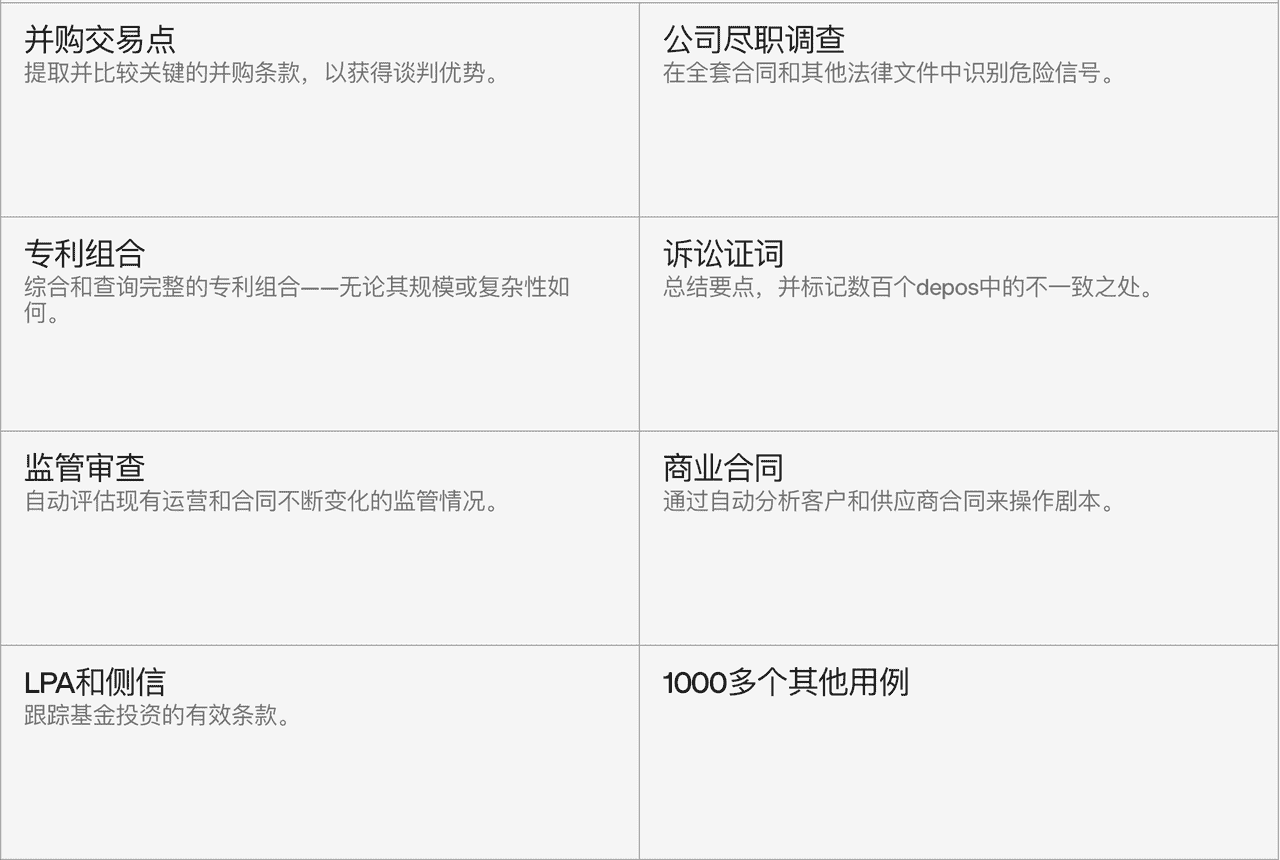 并购交易点
提取并比较关键的并购条款，以获得谈判优势。
公司尽职调查
在全套合同和其他法律文件中识别危险信号。
专利组合
综合和查询完整的专利组合——无论其规模或复杂性如
何。
诉讼证词
总结要点，并标记数百个depos中的不一致之处。
监管审查
自动评估现有运营和合同不断变化的监管情况。
商业合同
通过自动分析客户和供应商合同来操作剧本。
LPA和侧信
跟踪基金投资的有效条款。
1000多个其他用例